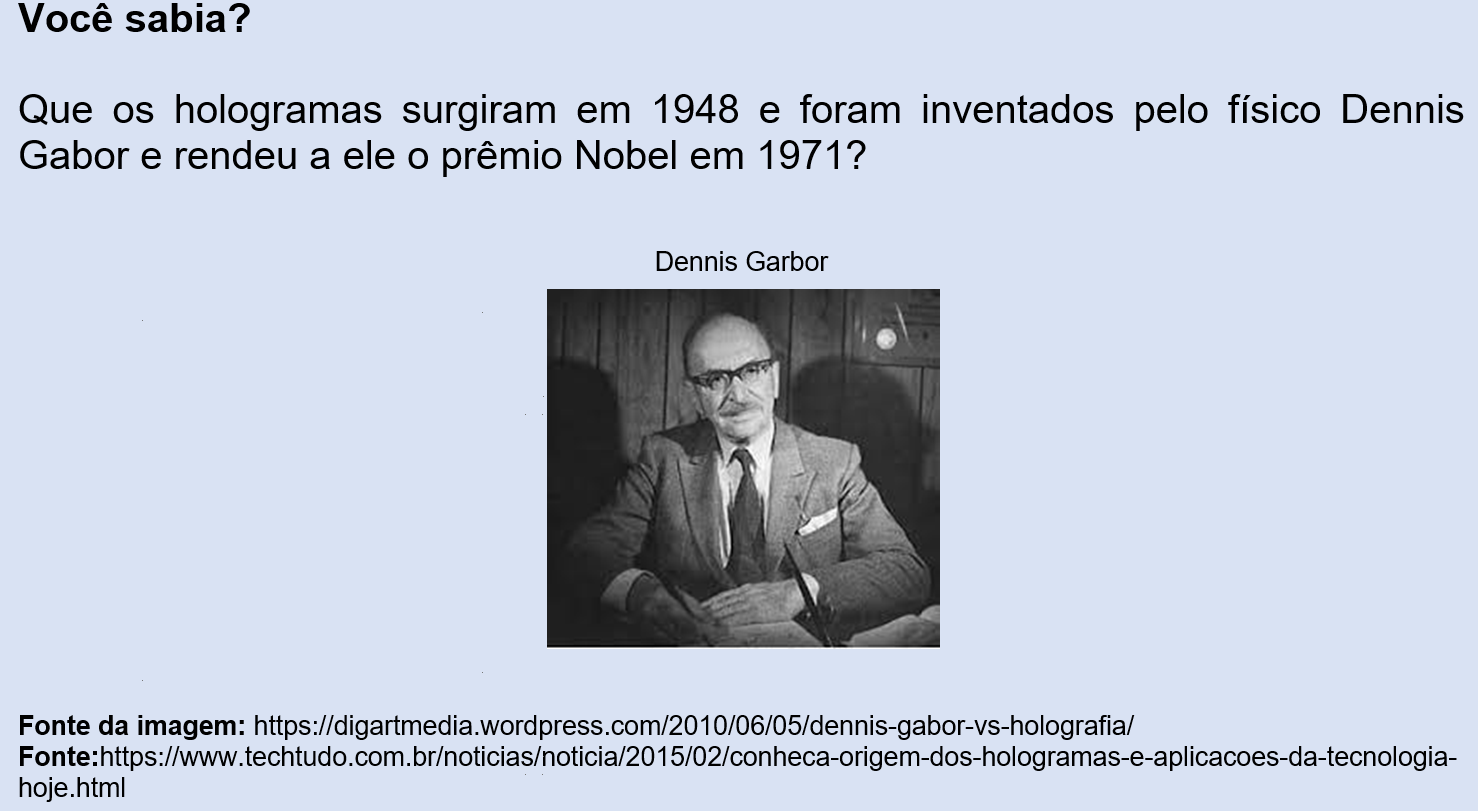 Você sabia?
Que os hologramas surgiram em 1948 e foram inventados pelo físico Dennis
Gabor e rendeu a ele o prêmio Nobel em 1971?
Dennis Garbor
Fonte da imagem: https://digartmedia.wordpress.com/2010/06/05/dennis-gabor-vs-holografia/
Fonte:https://www.techtudo.com.br/noticias/noticia/2015/02/conheca-origem-dos-hologramas-e-aplicacoes-da-tecnologia-
hoje.html